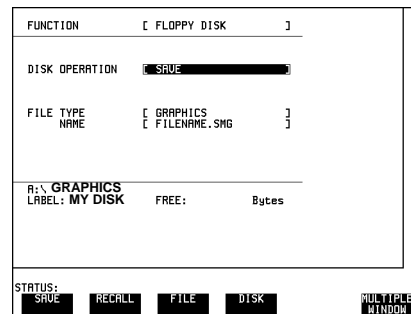 FUNCTION [ FLOPPY DISK ]
DISK OPERATION [ SAVE ]
FILE TYPE [ GRAPHICS ]
NAME [ FILENAME.SMG ]
A:\ GRAPHICS
LABEL: MY DISK FREE: Bytes
STATUS:
SAVE RECALL FILE DISK MULTIPLE
WINDOW